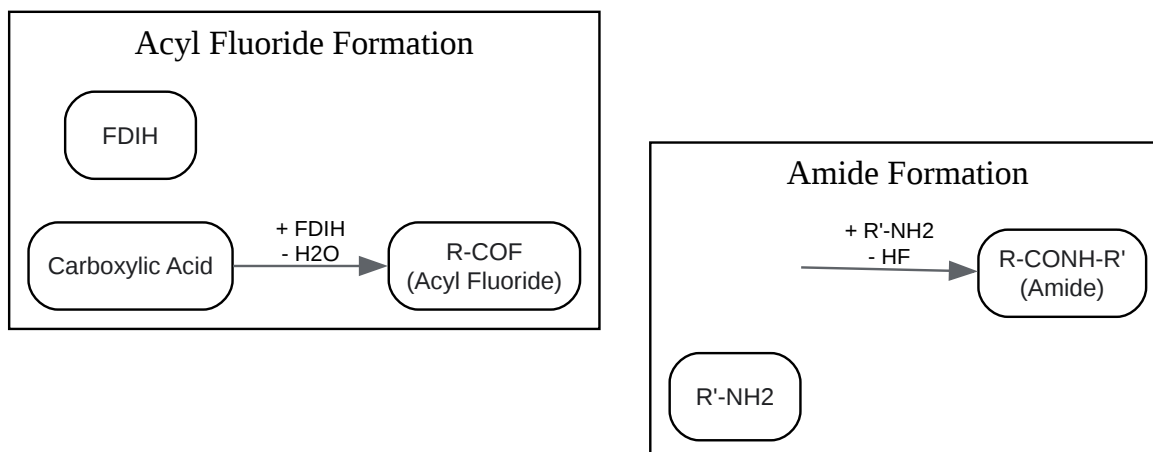 Acyl Fluoride Formation
FDIH
Carboxylic Acid
+ FDIH
- H2O
R-COF
(Acyl Fluoride)
Amide Formation
+ R'-NH2
- HF
R-CONH-R'
(Amide)
R'-NH2